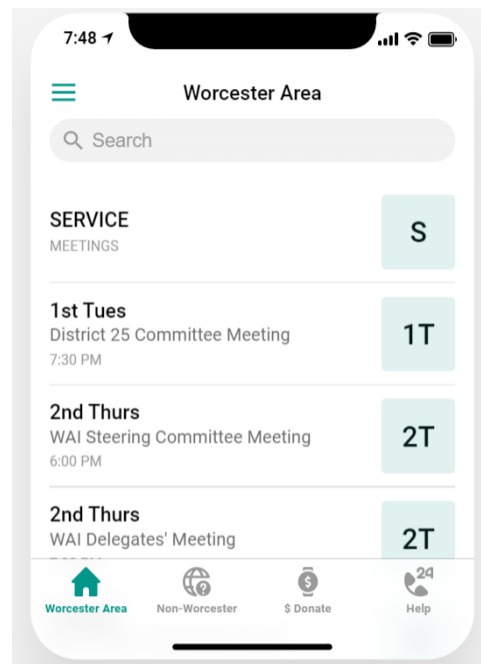 7:48
Worcester Area
Search
SERVICE
MEETINGS
S
1st Tues
District 25 Committee Meeting
7:30 PM
1T
2nd Thurs
WAI Steering Committee Meeting
6:00 PM
2T
2nd Thurs
WAI Delegates' Meeting
2T
Worcester Area
Non-Worcester
$ Donate
24
Help